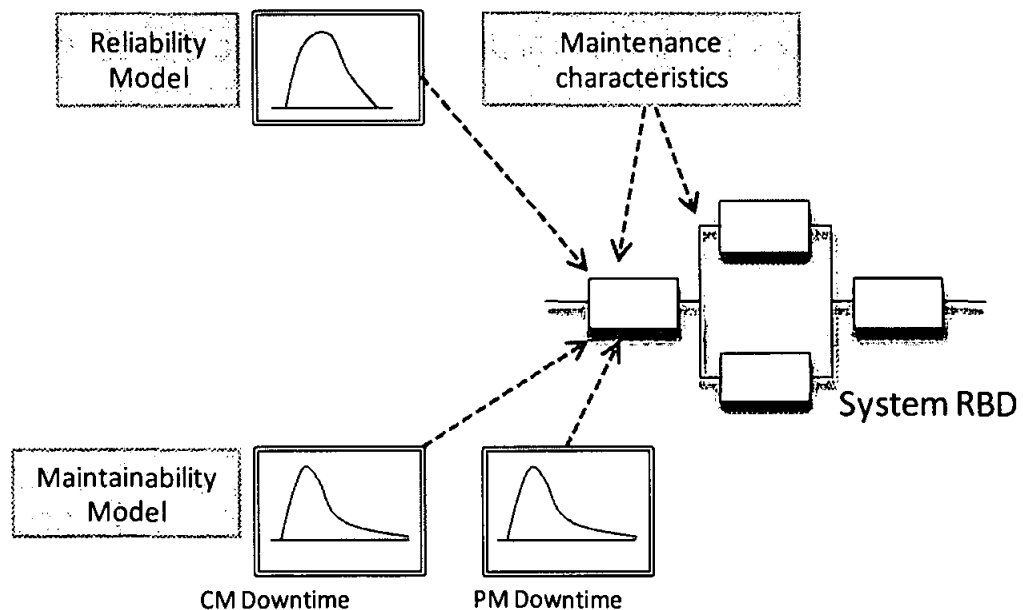 Reliability
Model
Maintenance
characteristics
System RBD
Maintainability
Model
CM Downtime
PM Downtime